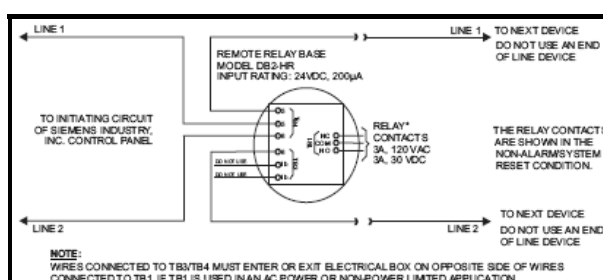 LINE 1
LINE 1
TO NEXT DEVICE
DO NOT USE AN END
OF LINE DEVICE
REMOTE RELAY BASE
MODEL DB2-HR
INPUT RATING: 24VDC, 200µA
TO INITIATING CIRCUIT
OF SIEMENS INDUSTRY,
INC. CONTROL PANEL
NC
COM
NO
TB1
RELAY*
CONTACTS
3A, 120 VAC
3A, 30 VDC
THE RELAY CONTACTS
ARE SHOWN IN THE
NON-ALARM/SYSTEM
RESET CONDITION.
DO NOT USE
DO NOT USE
LINE 2
LINE 2
TO NEXT DEVICE
DO NOT USE AN END
OF LINE DEVICE
NOTE:
WIRES CONNECTED TO TB3/TB4 MUST ENTER OR EXIT ELECTRICAL BOX ON OPPOSITE SIDE OF WIRES
CONNECTED TO TB1 IF TB1 IS USED IN AN AC POWER OR NON-POWER LIMITED APPLICATION